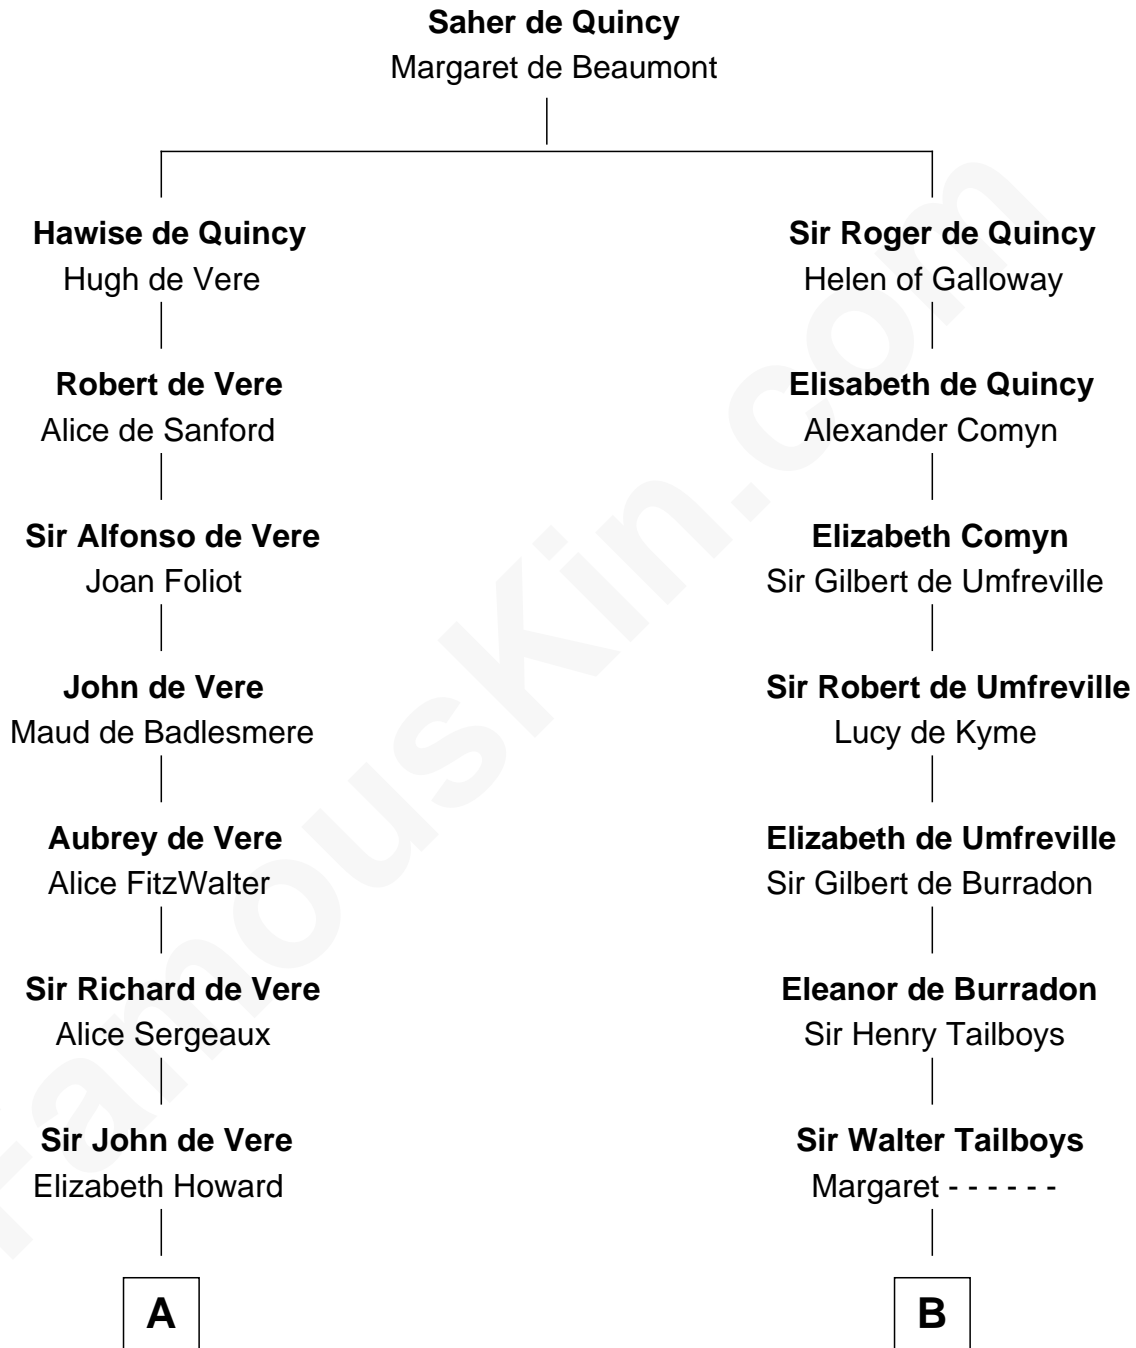 Saher de Quincy
Margaret de Beaumont
Hawise de Quincy
Hugh de Vere
Sir Roger de Quincy
Helen of Galloway
Robert de Vere
Alice de Sanford
Elisabeth de Quincy
Alexander Comyn
Sir Alfonso de Vere
Joan Foliot
Elizabeth Comyn
Sir Gilbert de Umfreville
John de Vere
Maud de Badlesmere
Sir Robert de Umfreville
Lucy de Kyme
Aubrey de Vere
Alice FitzWalter
Elizabeth de Umfreville
Sir Gilbert de Burradon
Sir Richard de Vere
Alice Sergeaux
Eleanor de Burradon
Sir Henry Tailboys
Sir John de Vere
Elizabeth Howard
Sir Walter Tailboys
Margaret - - - - - -
A
B
FamousKin.com